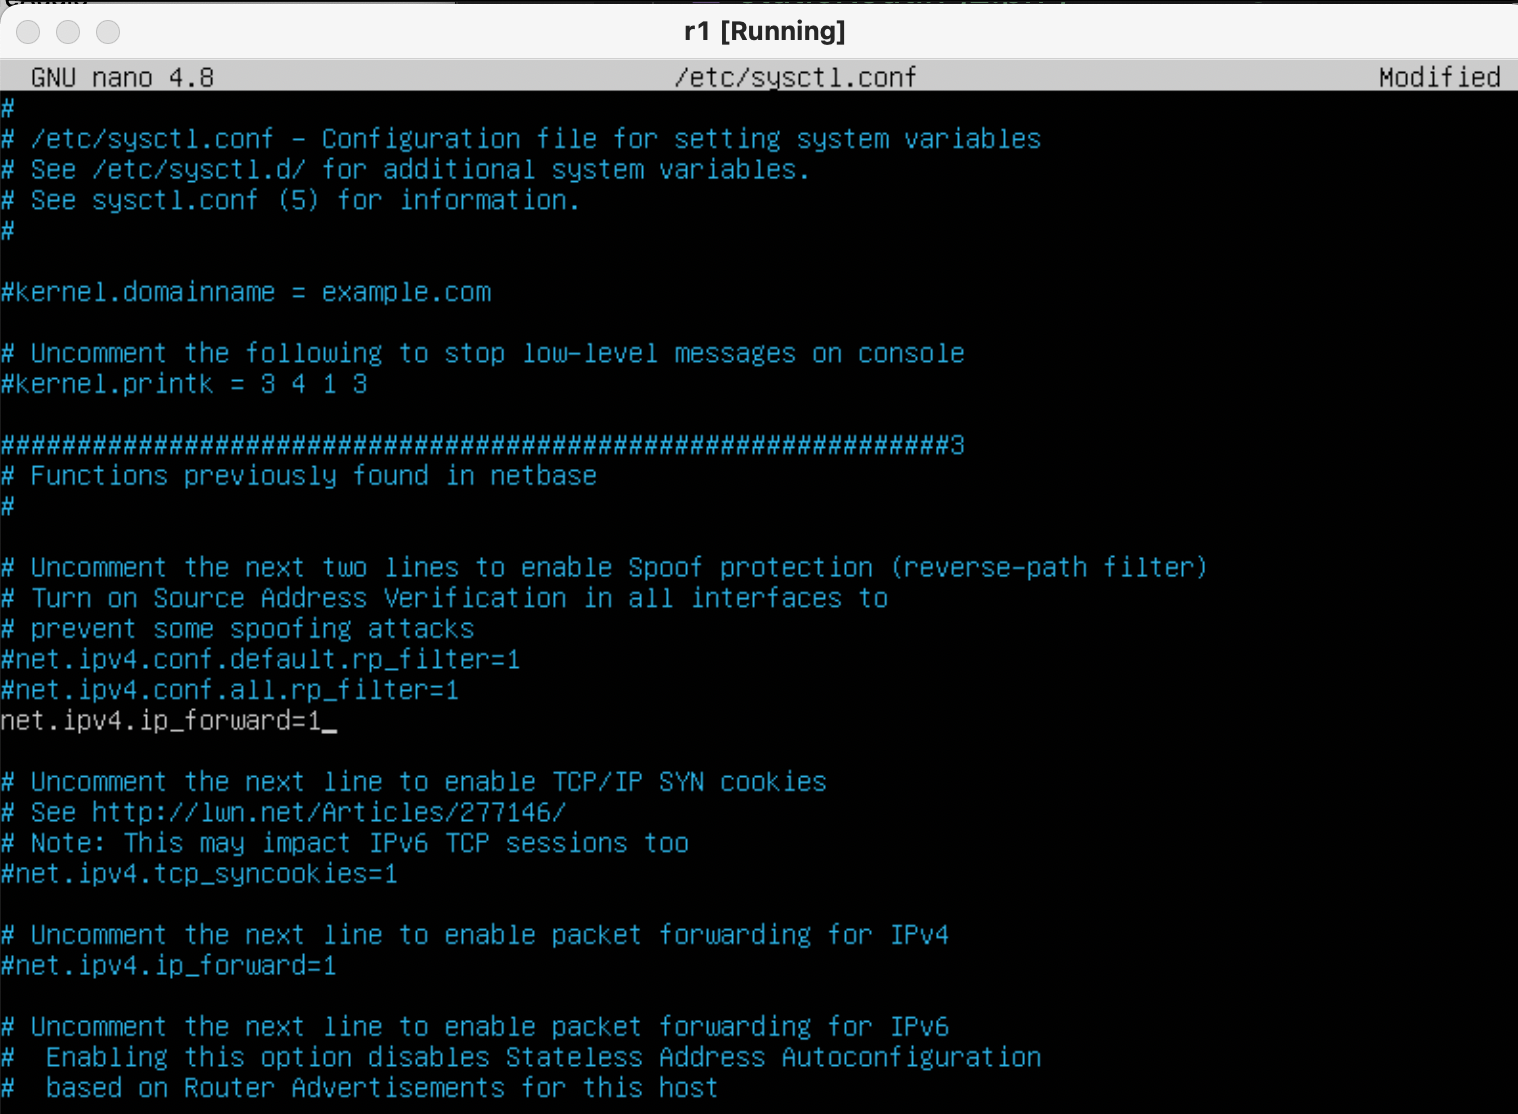 r1 [Running]
GNU nano 4.8 /etc/sysctl.conf Modified
#
# /etc/sysctl.conf - Configuration file for setting system variables
# See /etc/sysctl.d/ for additional system variables.
# See sysctl.conf (5) for information.
#
#kernel.domainname = example.com
# Uncomment the following to stop low-level messages on console
#kernel.printk = 3 4 1 3
##############################################################3
# Functions previously found in netbase
#
# Uncomment the next two lines to enable Spoof protection (reverse-path filter)
# Turn on Source Address Verification in all interfaces to
# prevent some spoofing attacks
#net.ipv4.conf.default.rp_filter=1
#net.ipv4.conf.all.rp_filter=1
net.ipv4.ip_forward=1_
# Uncomment the next line to enable TCP/IP SYN cookies
# See http://lwn.net/Articles/277146/
# Note: This may impact IPv6 TCP sessions too
#net.ipv4.tcp_syncookies=1
# Uncomment the next line to enable packet forwarding for IPv4
#net.ipv4.ip_forward=1
# Uncomment the next line to enable packet forwarding for IPv6
#  Enabling this option disables Stateless Address Autoconfiguration
#  based on Router Advertisements for this host